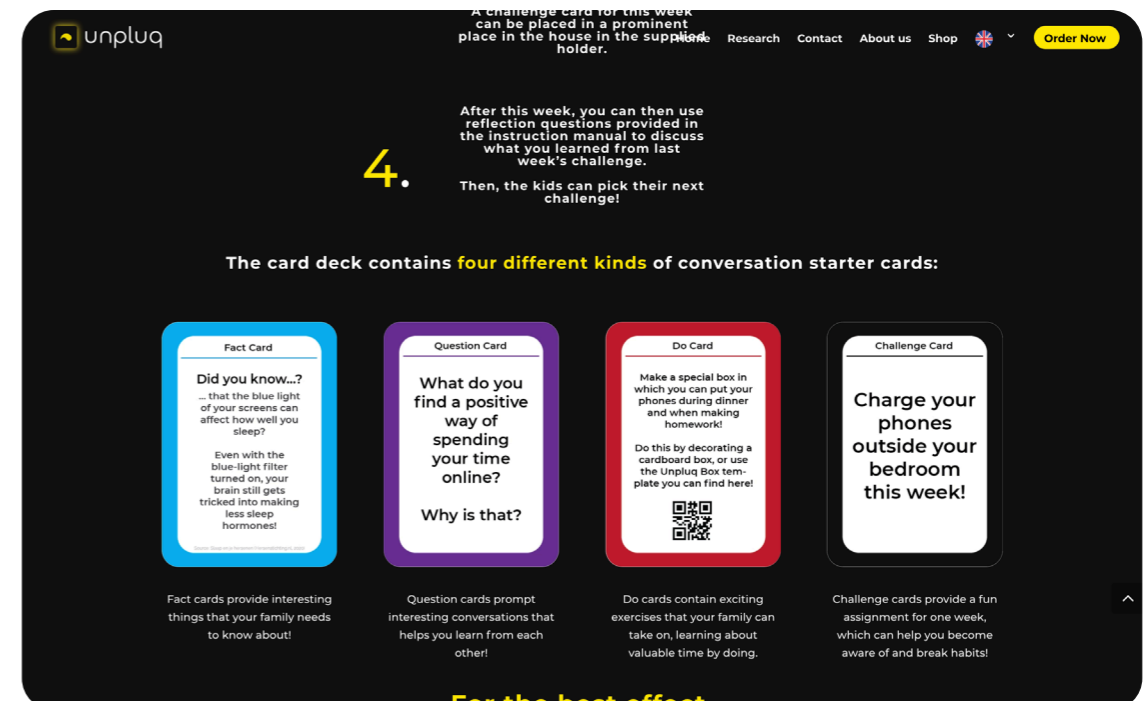 A challenge card for this week
can be placed in a prominent
place in the house in the supplied
holder.
unpluq
Home Research Contact About us Shop Order Now
4.
After this week, you can then use
reflection questions provided in
the instruction manual to discuss
what you learned from last
week's challenge.
Then, the kids can pick their next
challenge!
The card deck contains four different kinds of conversation starter cards:
Fact Card
Did you know...?
... that the blue light
of your screens can
affect how well you
sleep?
Even with the
blue-light filter
turned on, your
brain still gets
tricked into making
less sleep
hormones!
Question Card
What do you
find a positive
way of
spending
your time
online?
Why is that?
Do Card
Make a special box in
which you can put your
phones during dinner
and when making
homework!
Do this by decorating a
cardboard box, or use
the Unpluq Box tem-
plate you can find here!
Challenge Card
Charge your
phones
outside your
bedroom
this week!
Fact cards provide interesting
things that your family needs
to know about!
Question cards prompt
interesting conversations that
helps you learn from each
other!
Do cards contain exciting
exercises that your family can
take on, learning about
valuable time by doing.
Challenge cards provide a fun
assignment for one week,
which can help you become
aware of and break habits!
For the best effect